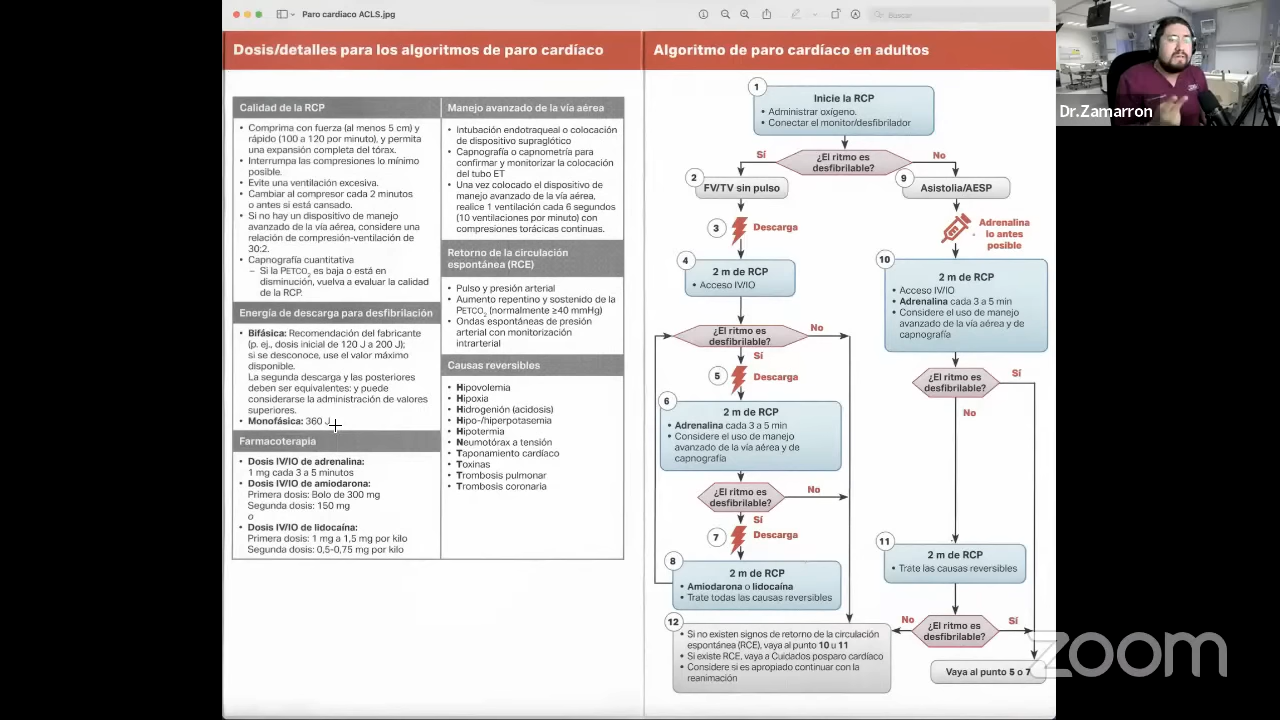 Paro cardíaco ACLS.jpg
Buscar
Dosis/detalles para los algoritmos de paro cardíaco
Calidad de la RCP
• Comprima con fuerza (al menos 5 cm) y
rápido (100 a 120 por minuto), y permita
una expansión completa del tórax.
• Interrumpa las compresiones lo mínimo
posible.
• Evite una ventilación excesiva.
• Cambiar al compresor cada 2 minutos
o antes si está cansado.
• Si no hay un dispositivo de manejo
avanzado de la vía aérea, considere una
relación de compresión-ventilación de
30:2.
• Capnografía cuantitativa
– Si la PETCO₂ es baja o está en
disminución, vuelva a evaluar la calidad
de la RCP.
Energía de descarga para desfibrilación
• Bifásica: Recomendación del fabricante
(p. ej., dosis inicial de 120 J a 200 J);
si se desconoce, use el valor máximo
disponible.
La segunda descarga y las posteriores
deben ser equivalentes: y puede
considerarse la administración de valores
superiores.
• Monofásica: 360 J
Farmacoterapia
• Dosis IV/IO de adrenalina:
1 mg cada 3 a 5 minutos
• Dosis IV/IO de amiodarona:
Primera dosis: Bolo de 300 mg
Segunda dosis: 150 mg
o
• Dosis IV/IO de lidocaína:
Primera dosis: 1 mg a 1,5 mg por kilo
Segunda dosis: 0,5-0,75 mg por kilo
Manejo avanzado de la vía aérea
• Intubación endotraqueal o colocación
de dispositivo supraglótico
• Capnografía o capnometría para
confirmar y monitorizar la colocación
del tubo ET
• Una vez colocado el dispositivo de
manejo avanzado de la vía aérea,
realice 1 ventilación cada 6 segundos
(10 ventilaciones por minuto) con
compresiones torácicas continuas.
Retorno de la circulación
espontánea (RCE)
• Pulso y presión arterial
• Aumento repentino y sostenido de la
PETCO₂ (normalmente ≥40 mmHg)
• Ondas espontáneas de presión
arterial con monitorización
intrarterial
Causas reversibles
• Hipovolemia
• Hipoxia
• Hidrogenión (acidosis)
• Hipo-/hiperpotasemia
• Hipotermia
• Neumotórax a tensión
• Taponamiento cardíaco
• Toxinas
• Trombosis pulmonar
• Trombosis coronaria
Algoritmo de paro cardíaco en adultos
1
Inicie la RCP
• Administrar oxígeno.
• Conectar el monitor/desfibrilador
Sí
¿El ritmo es
desfibrilable?
No
2
FV/TV sin pulso
9
Asistolia/AESP
3
Descarga
Adrenalina
lo antes
posible
4
2 m de RCP
• Acceso IV/IO
10
2 m de RCP
• Acceso IV/IO
• Adrenalina cada 3 a 5 min
• Considere el uso de manejo
avanzado de la vía aérea y de
capnografía
¿El ritmo es
desfibrilable?
No
Sí
5
Descarga
¿El ritmo es
desfibrilable?
Sí
No
6
2 m de RCP
• Adrenalina cada 3 a 5 min
• Considere el uso de manejo
avanzado de la vía aérea y de
capnografía
¿El ritmo es
desfibrilable?
No
Sí
7
Descarga
8
2 m de RCP
• Amiodarona o lidocaína
• Trate todas las causas reversibles
11
2 m de RCP
• Trate las causas reversibles
12
• Si no existen signos de retorno de la circulación
espontánea (RCE), vaya al punto 10 u 11
• Si existe RCE, vaya a Cuidados posparo cardíaco
• Considere si es apropiado continuar con la
reanimación
No
¿El ritmo es
desfibrilable?
Sí
Vaya al punto 5 o 7
Dr.Zamarron
zoom